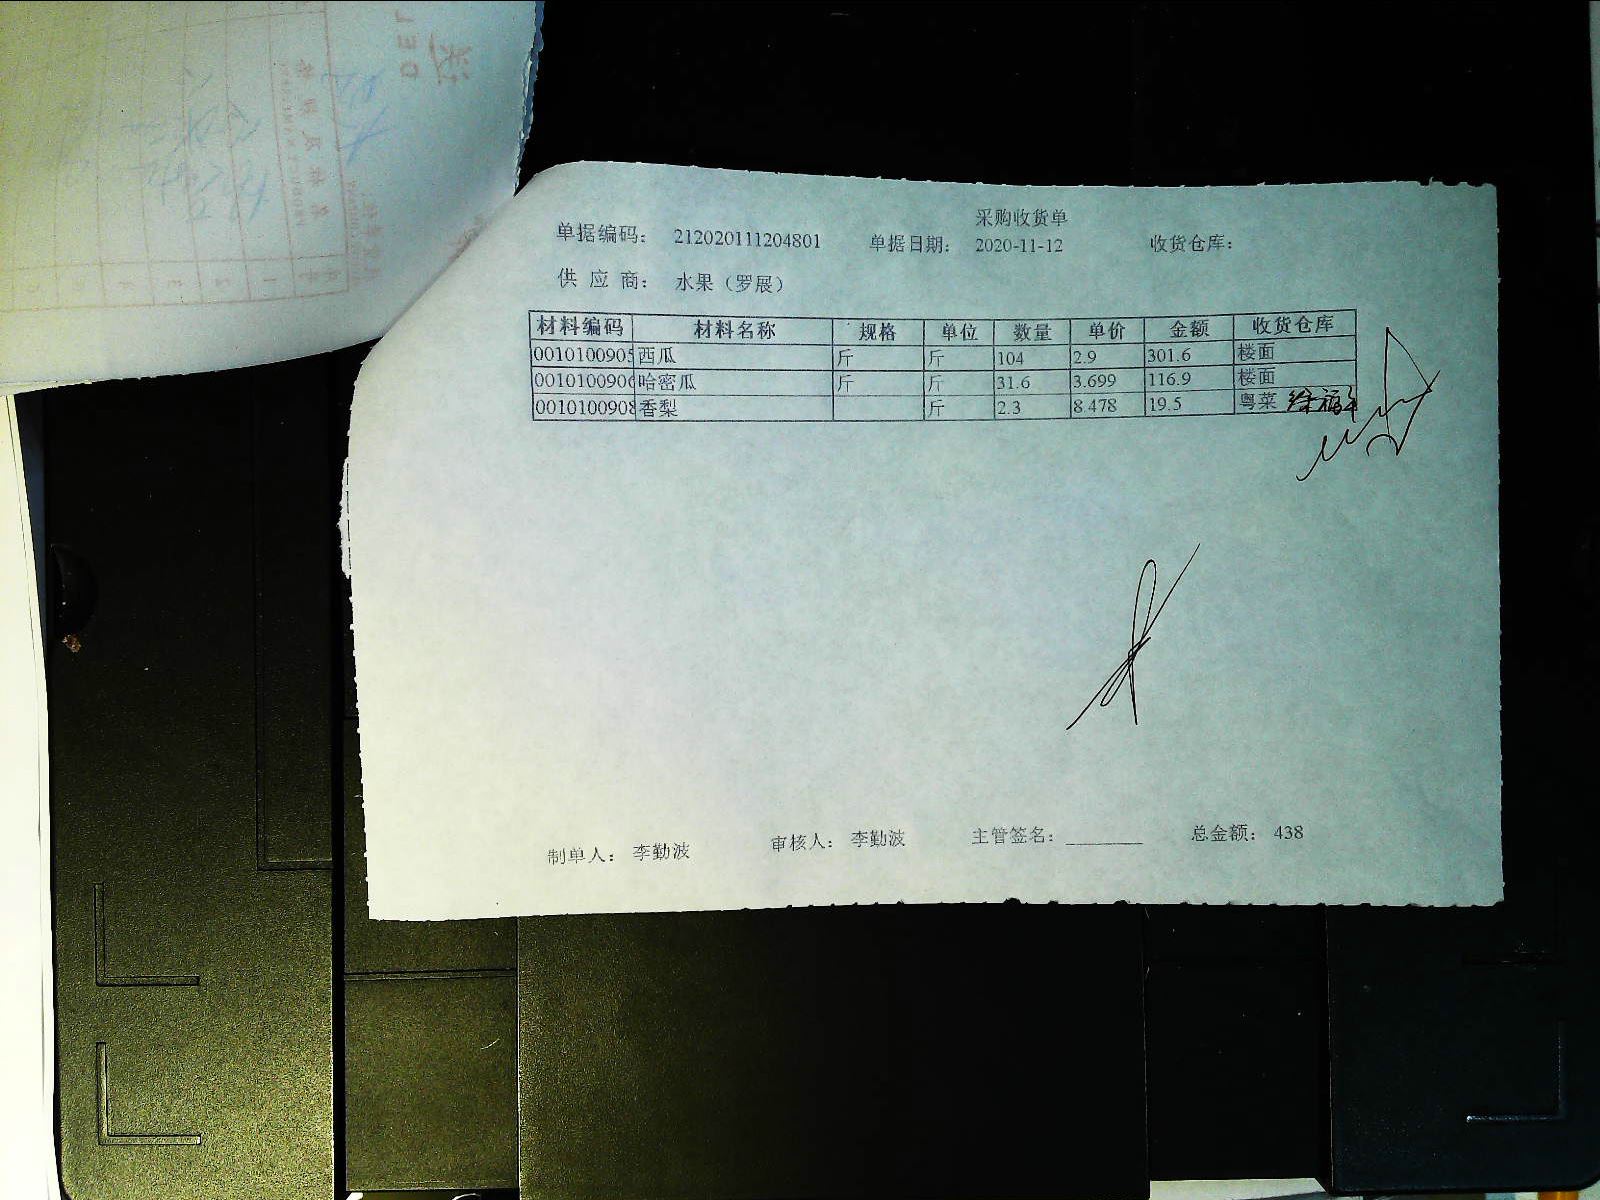 采购收货单
单据编码： 212020111204801 单据日期： 2020-11-12 收货仓库：
供 应 商： 水果（罗展）
材料编码 材料名称 规格 单位 数量 单价 金额 收货仓库
0010100905 西瓜 斤 斤 104 2.9 301.6 楼面
001010090 哈密瓜 斤 斤 31.6 3.699 116.9 楼面
0010100908 香梨 斤 2.3 8.478 19.5 粤菜
制单人： 李勤波 审核人： 李勤波 主管签名： 总金额： 438